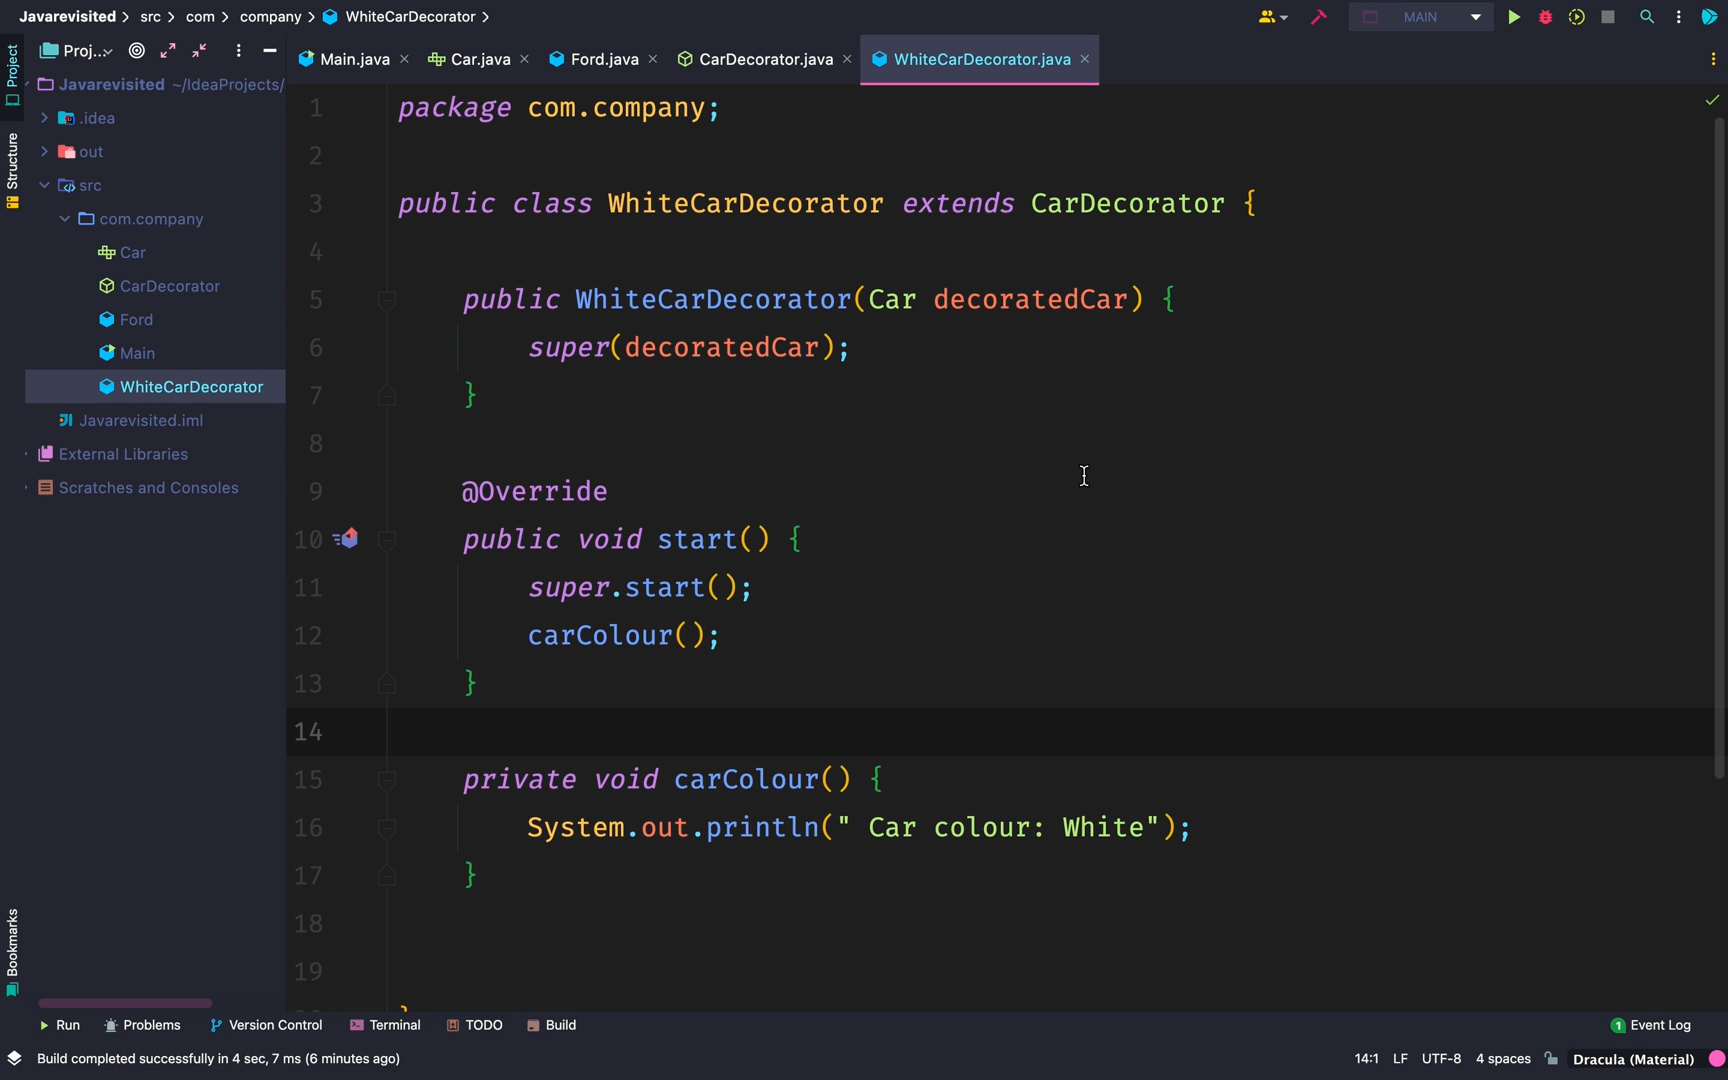 Javarevisited src com company WhiteCarDecorator
MAIN
Project
Structure
Bookmarks
Proj...
Javarevisited ~/IdeaProjects/
.idea
out
src
com.company
Car
CarDecorator
Ford
Main
WhiteCarDecorator
Javarevisited.iml
External Libraries
Scratches and Consoles
Main.java Car.java Ford.java CarDecorator.java WhiteCarDecorator.java
1 package com.company;
2
3 public class WhiteCarDecorator extends CarDecorator {
4
5 public WhiteCarDecorator(Car decoratedCar) {
6 super(decoratedCar);
7 }
8
9 @Override
10 public void start() {
11 super.start();
12 carColour();
13 }
14
15 private void carColour() {
16 System.out.println(" Car colour: White");
17 }
18
19
Run Problems Version Control Terminal TODO Build 1 Event Log
Build completed successfully in 4 sec, 7 ms (6 minutes ago) 14:1 LF UTF-8 4 spaces Dracula (Material)